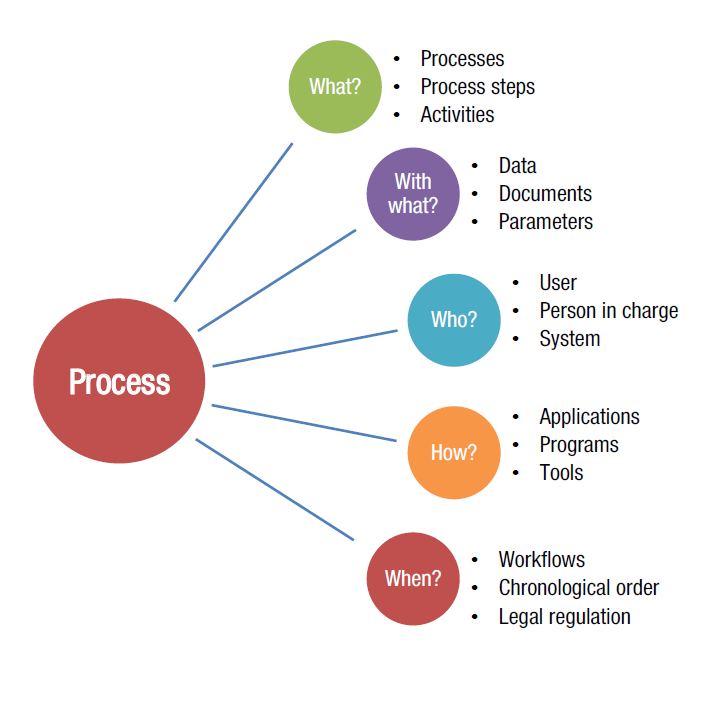 What?
• Processes
• Process steps
• Activities
With
what?
• Data
• Documents
• Parameters
Who?
• User
• Person in charge
• System
Process
How?
• Applications
• Programs
• Tools
When?
• Workflows
• Chronological order
• Legal regulation